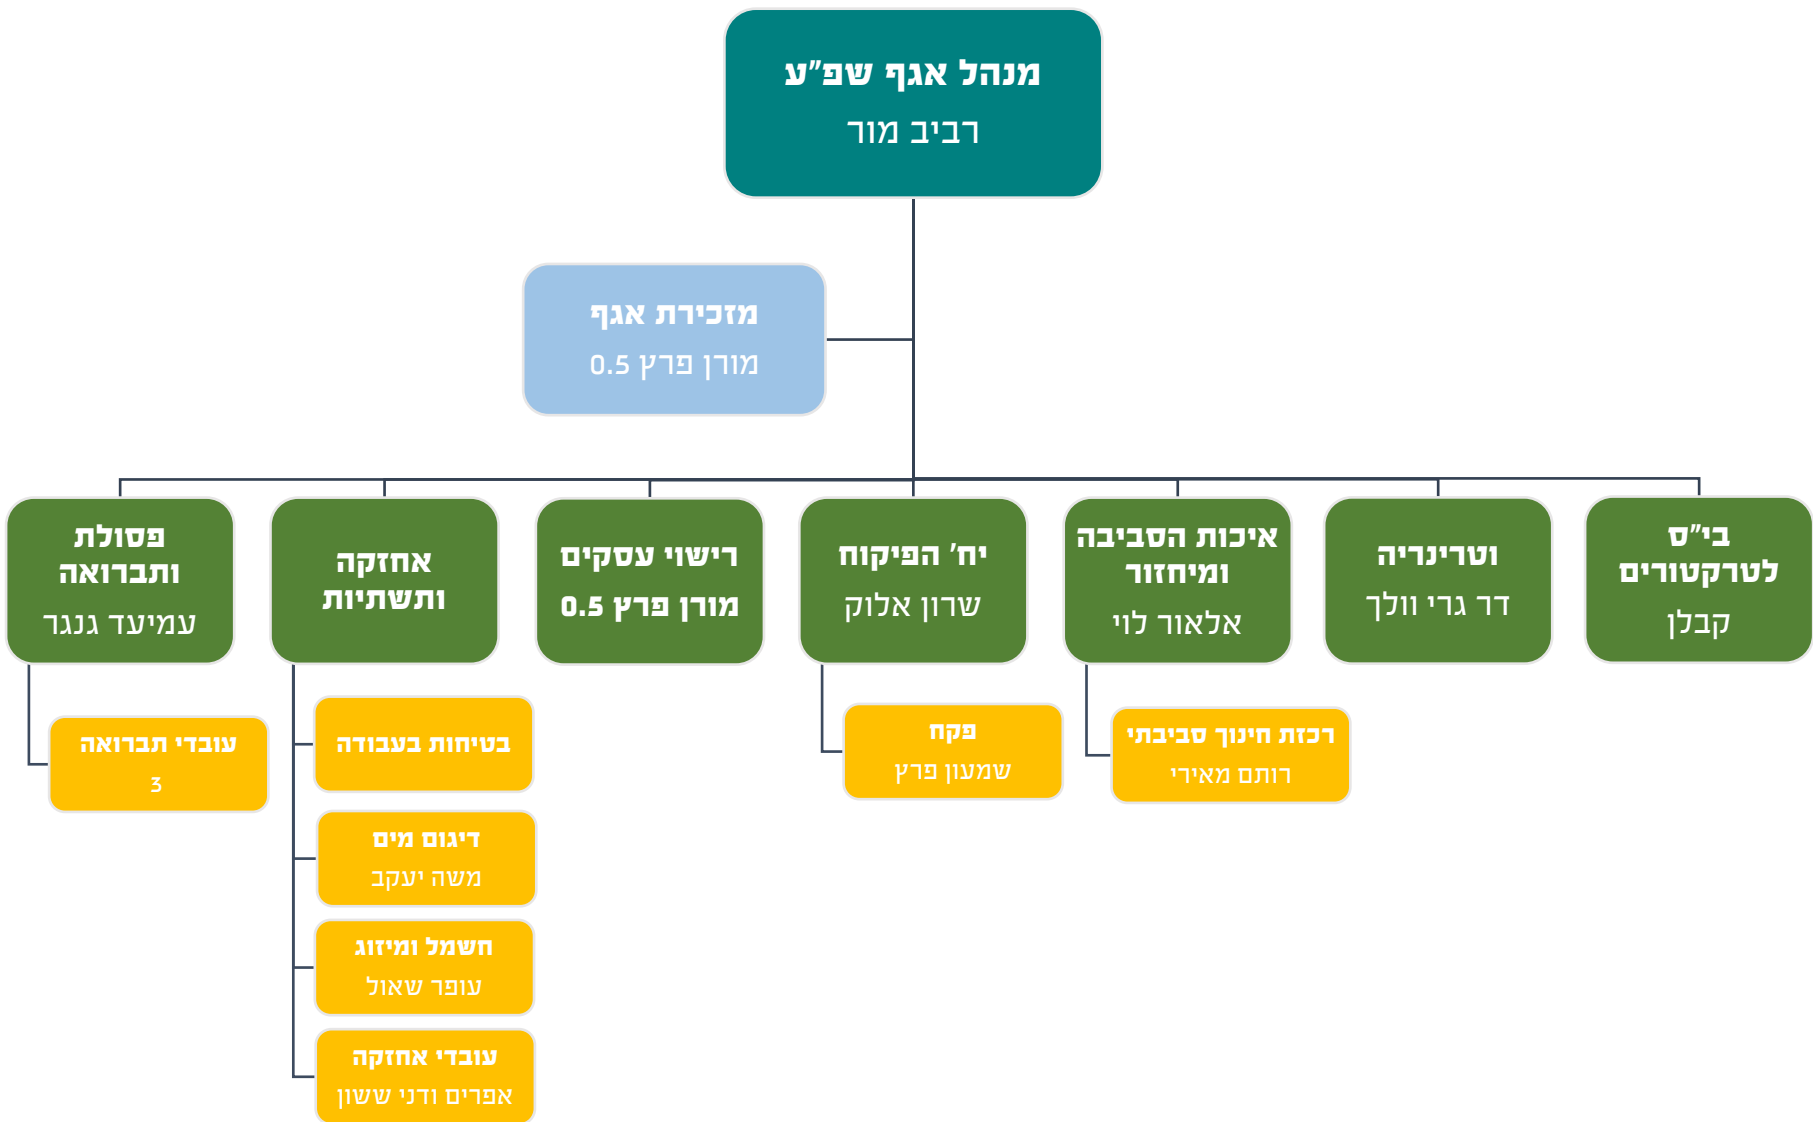 מנהל אגף שפ"ע
רביב מור
מזכירת אגף
מורן פרץ 0.5
בי"ס
לטרקטורים
קבלן
וטרינריה
דר גרי וולך
איכות הסביבה
ומיחזור
אלאור לוי
רכזת חינוך סביבתי
רותם מאירי
יח' הפיקוח
שרון אלוק
פקח
שמעון פרץ
רישוי עסקים
מורן פרץ 0.5
אחזקה
ותשתיות
בטיחות בעבודה
דיגום מים
משה יעקב
חשמל ומיזוג
עופר שאול
עובדי אחזקה
אפרים ודני ששון
פסולת
ותברואה
עמיעד גנגר
עובדי תברואה
3